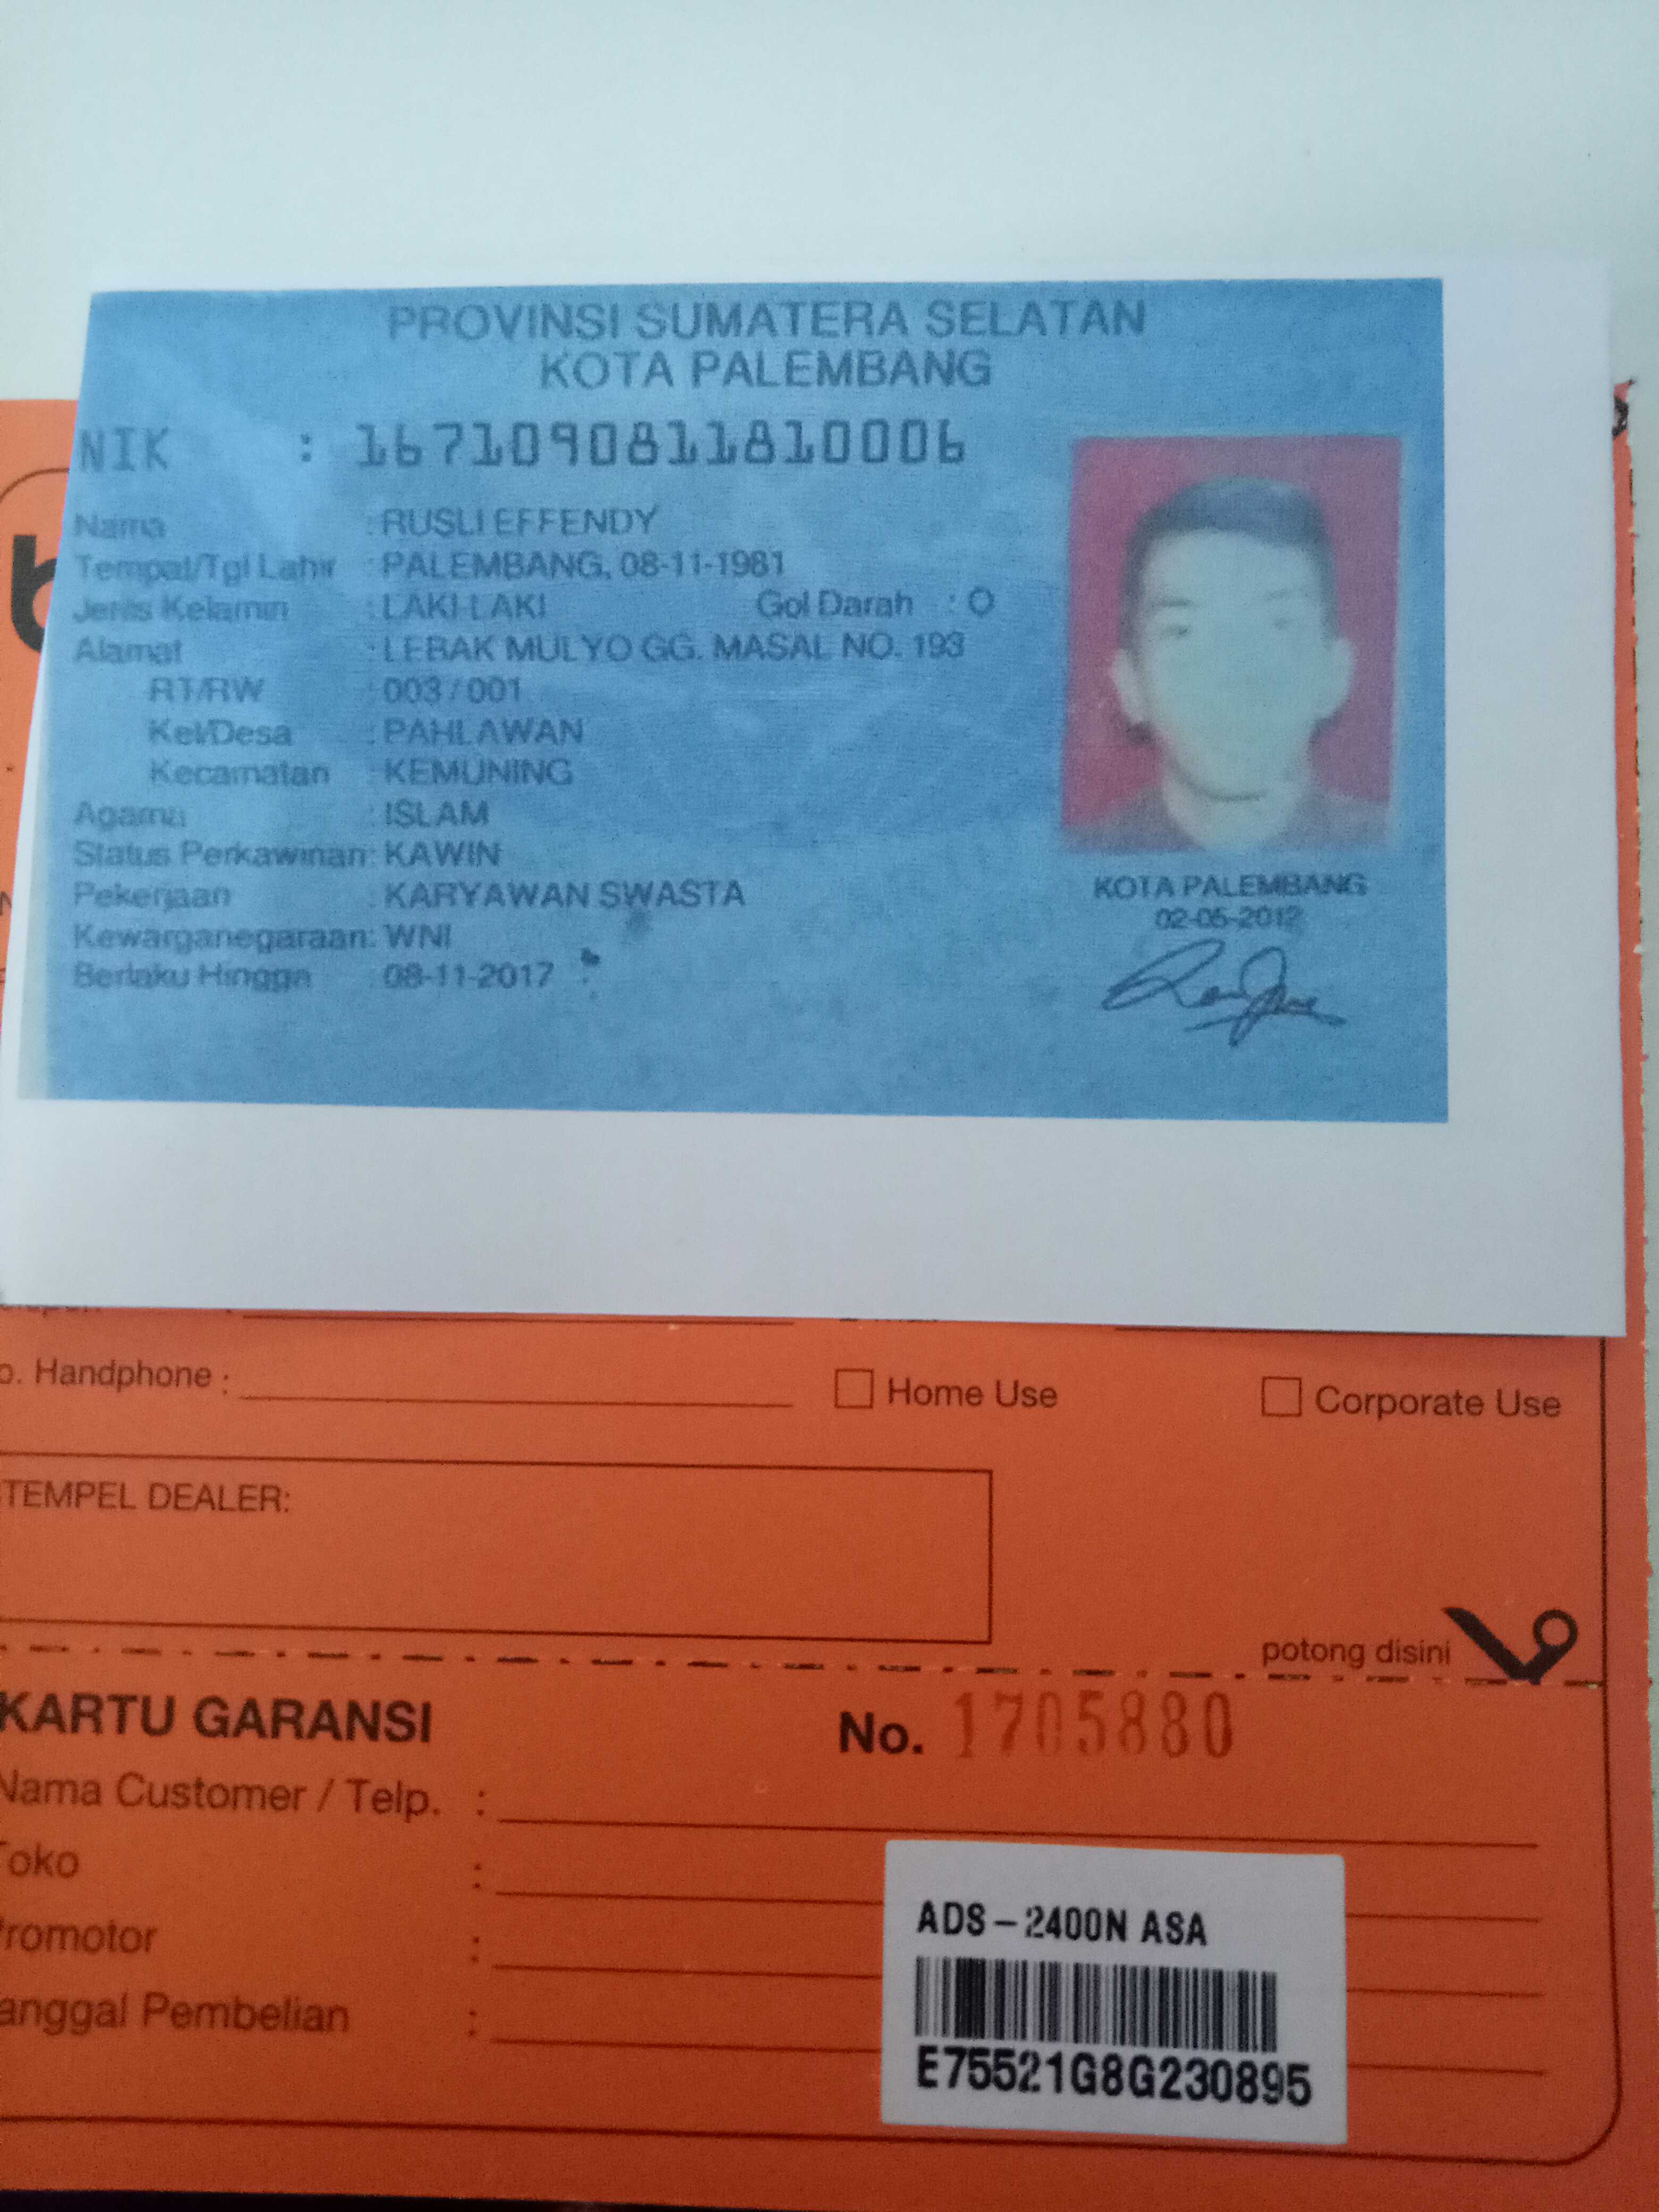 PROVINSI SUMATERA SELATAN
KOTA PALEMBANG
NIK : 1671090811810006
Nama : RUSLI EFFENDY
Tempat/Tgl Lahir : PALEMBANG, 08-11-1981
Jenis Kelamin : LAKI-LAKI Gol Darah : O
Alamat : LEBAK MULYO GG. MASAL NO. 193
RT/RW : 003 / 001
Kel/Desa : PAHLAWAN
Kecamatan : KEMUNING
Agama : ISLAM
Status Perkawinan : KAWIN
Pekerjaan : KARYAWAN SWASTA
Kewarganegaraan : WNI
Berlaku Hingga : 08-11-2017
KOTA PALEMBANG
02-05-2012
o. Handphone :
Home Use
Corporate Use
TEMPEL DEALER:
potong disini
KARTU GARANSI No. 1705880
Nama Customer / Telp. :
Toko :
romotor :
anggal Pembelian :
ADS-2400N ASA
E75521G8G230895